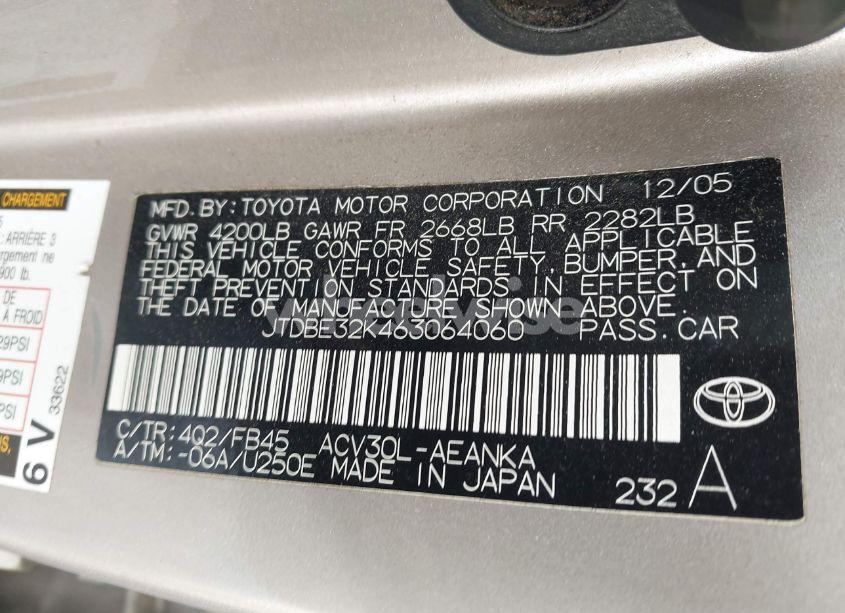 CHARGEMENT
: ARRIÈRE 3
argement ne
900 lb.
DE
À FROID
29PSI
9PSI
PSI
6 V
33622
MFD. BY: TOYOTA MOTOR CORPORATION 12/05
GVWR 4200LB GAWR FR 2668LB RR 2282LB
THIS VEHICLE CONFORMS TO ALL APPLICABLE
FEDERAL MOTOR VEHICLE SAFETY, BUMPER, AND
THEFT PREVENTION STANDARDS IN EFFECT ON
THE DATE OF MANUFACTURE SHOWN ABOVE.
JTDBE32K463064060 PASS. CAR
C/TR: 4Q2/FB45 ACV30L-AEANKA
A/TM: -06A/U250E MADE IN JAPAN
232 A